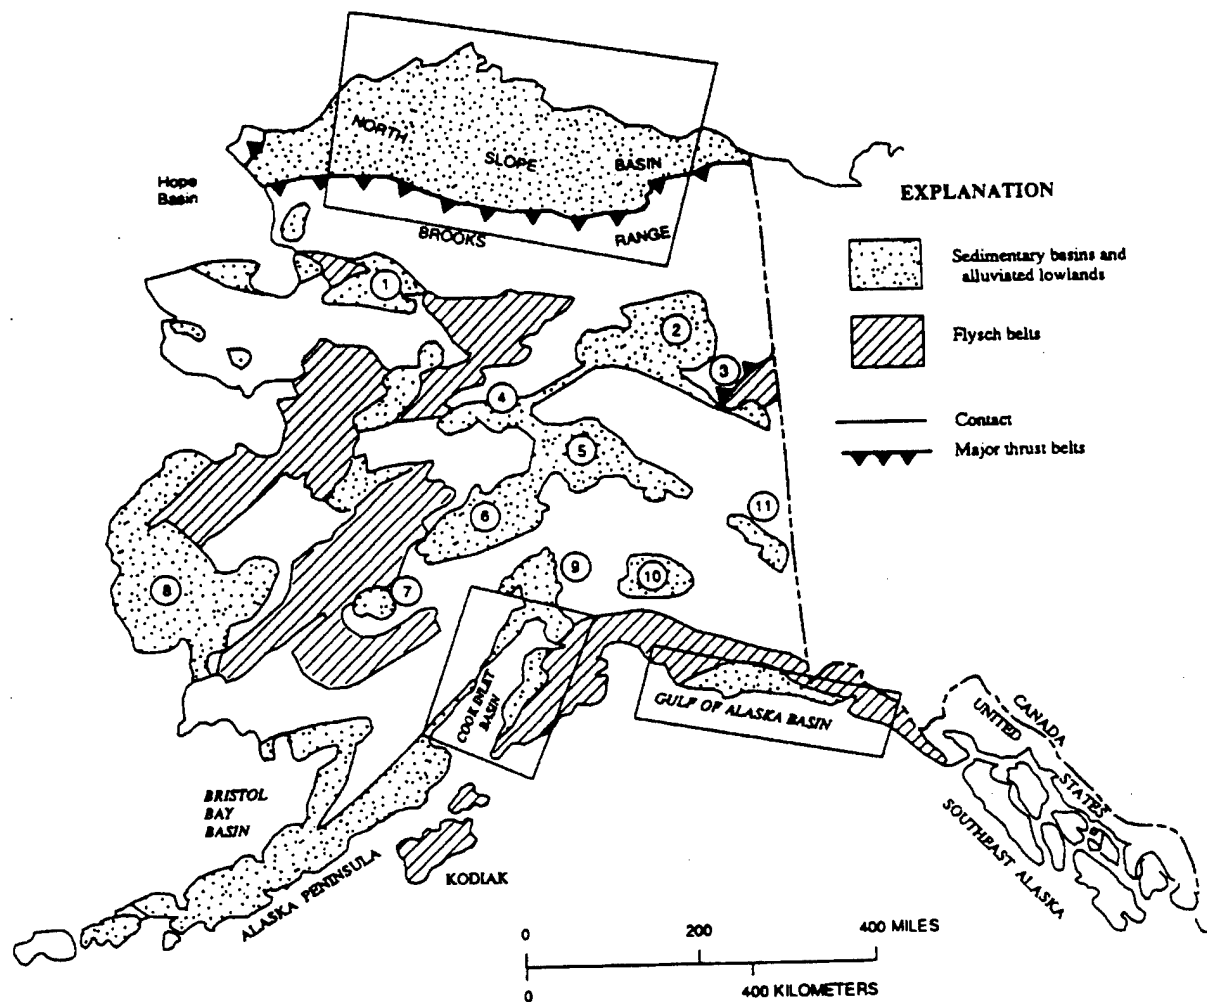 NORTH
SLOPE
BASIN
Hope
Basin
BROOKS
RANGE
EXPLANATION
Sedimentary basins and
alluviated lowlands
Flysch belts
Contact
Major thrust belts
1
2
3
4
5
6
11
7
8
9
10
COOK INLET
BASIN
GULF OF ALASKA BASIN
CANADA
UNITED
STATES
SOUTHEAST ALASKA
BRISTOL
BAY
BASIN
ALASKA PENINSULA
KODIAK
0
200
400 MILES
0
400 KILOMETERS